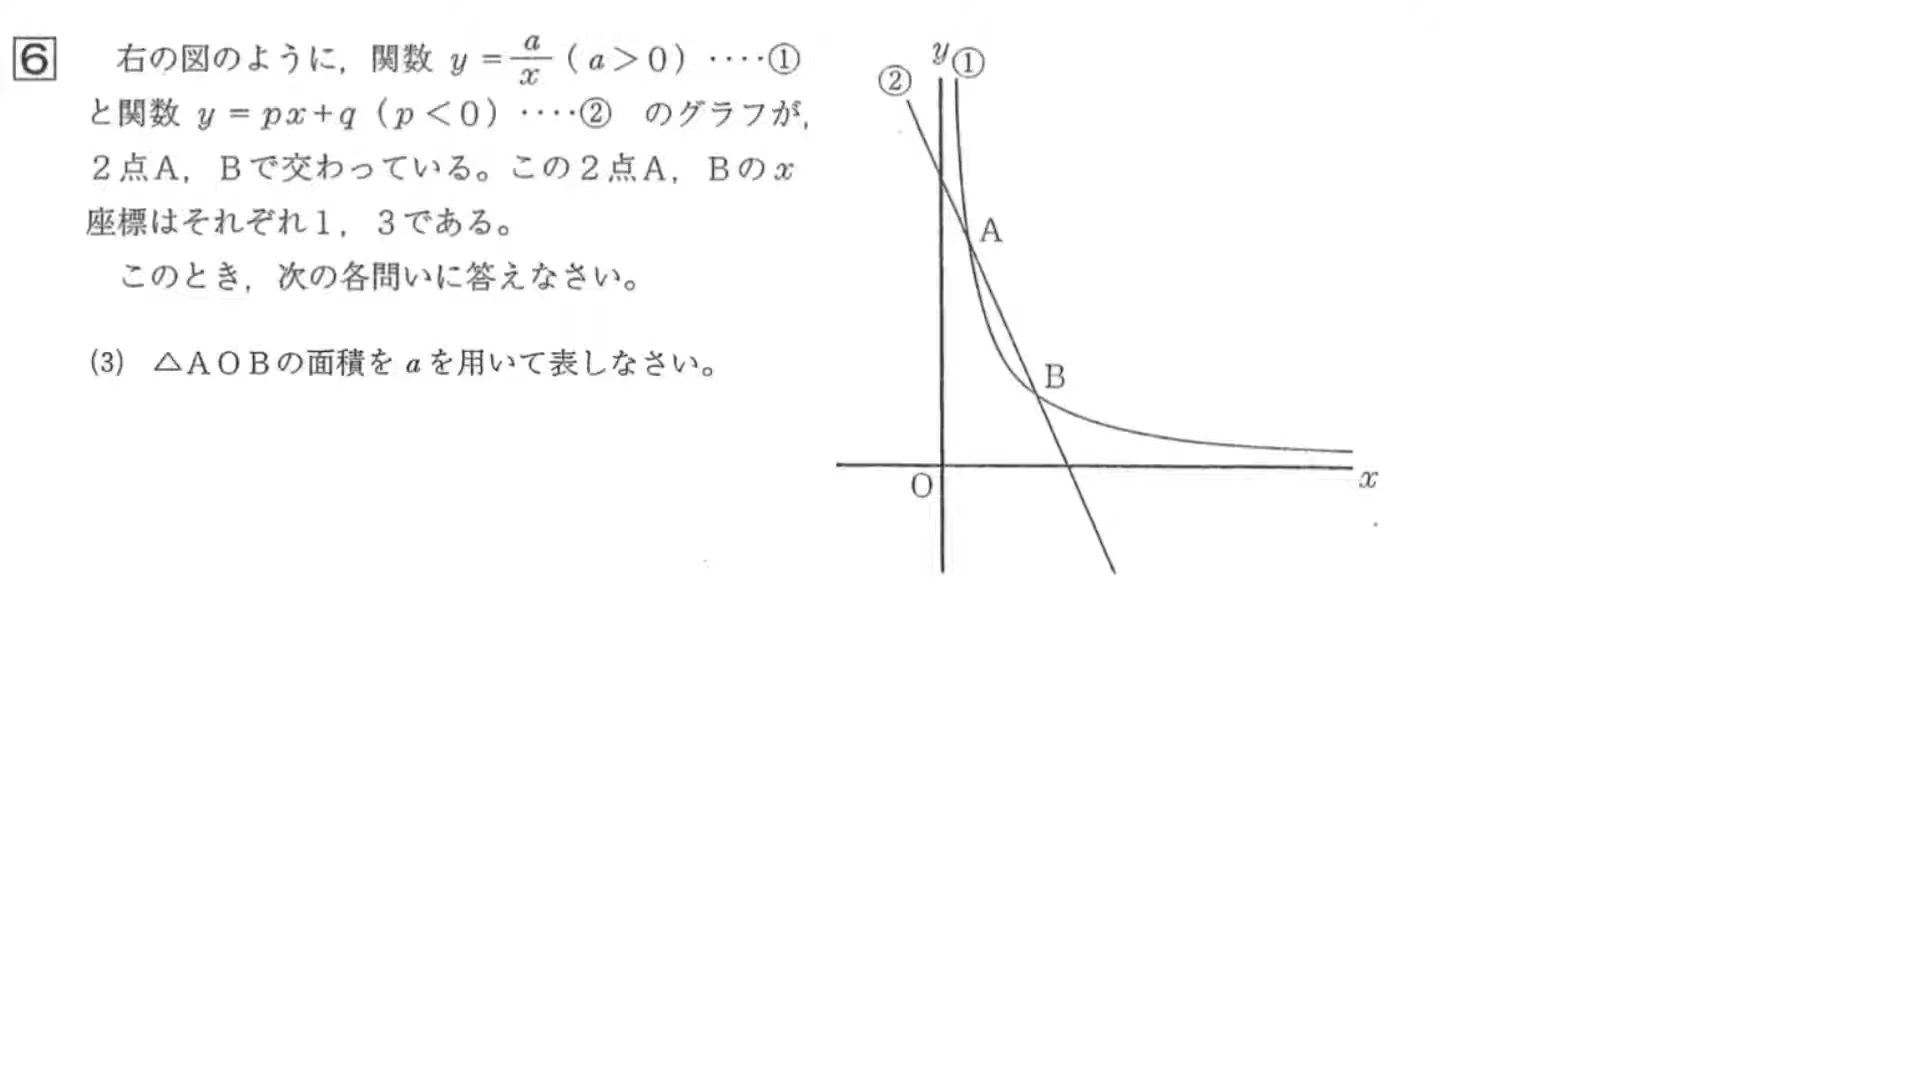 6 右の図のように，関数 y = a/x (a＞0) ‥‥①
と関数 y = px+q (p＜0) ‥‥② のグラフが，
2点A，Bで交わっている。この2点A，Bのx
座標はそれぞれ1，3である。
このとき，次の各問いに答えなさい。
(3) △AOBの面積をaを用いて表しなさい。
y ①
②
A
B
O
x